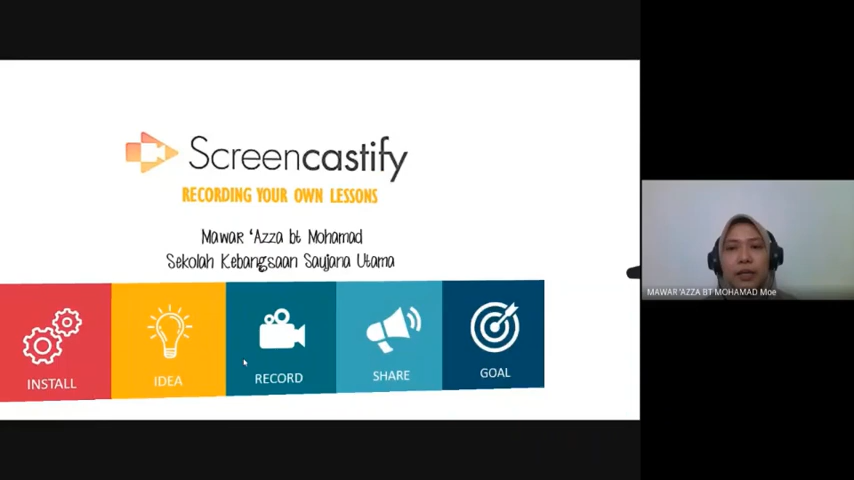 Screencastify
RECORDING YOUR OWN LESSONS
Mawar 'Azza bt Mohamad
Sekolah Kebangsaan Saujana Utama
INSTALL
IDEA
RECORD
SHARE
GOAL
MAWAR 'AZZA BT MOHAMAD Moe